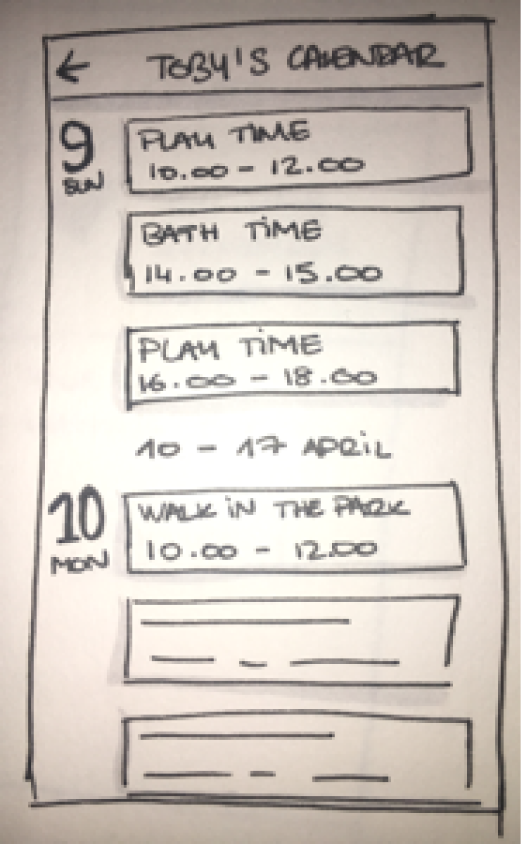 ← TOBY'S CALENDAR
9
SUN
PLAY TIME
10.00 - 12.00
BATH TIME
14.00 - 15.00
PLAY TIME
16.00 - 18.00
10 - 17 APRIL
10
MON
WALK IN THE PARK
10.00 - 12.00